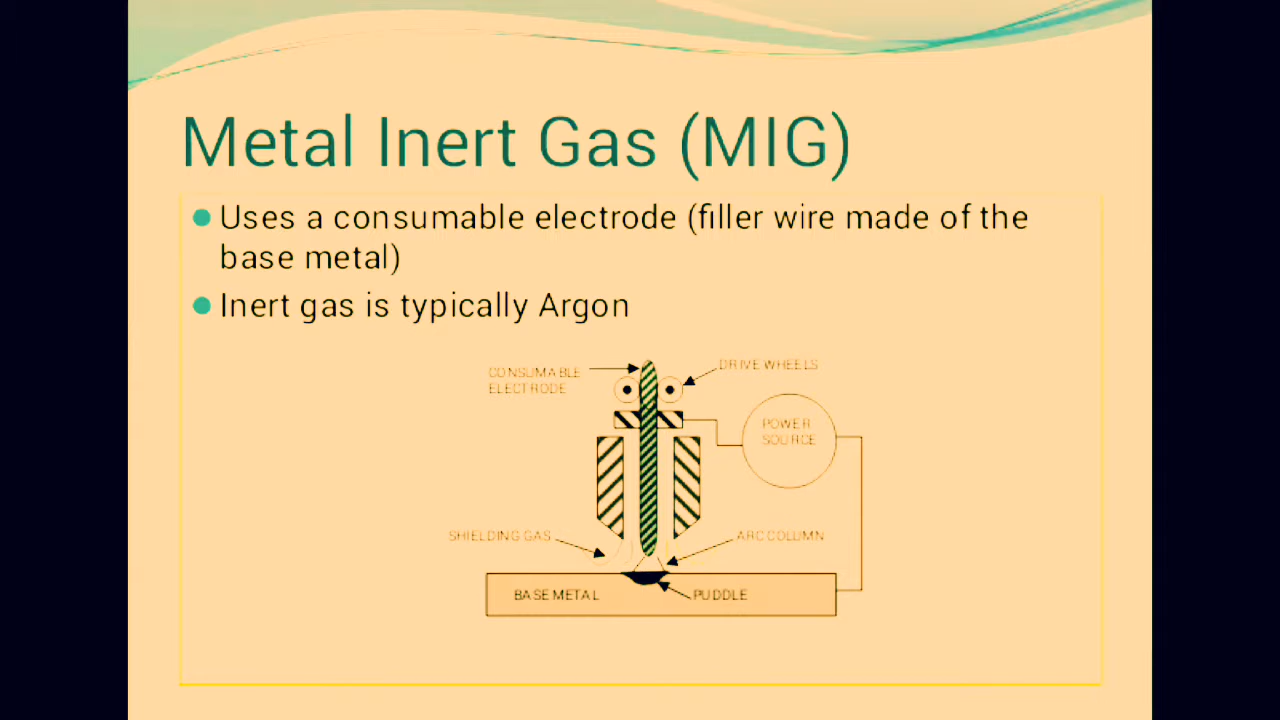 Metal Inert Gas (MIG)
Uses a consumable electrode (filler wire made of the
base metal)
Inert gas is typically Argon
CONSUMABLE
ELECTRODE
DRIVE WHEELS
POWER
SOURCE
SHIELDING GAS
ARC COLUMN
BASE METAL
PUDDLE